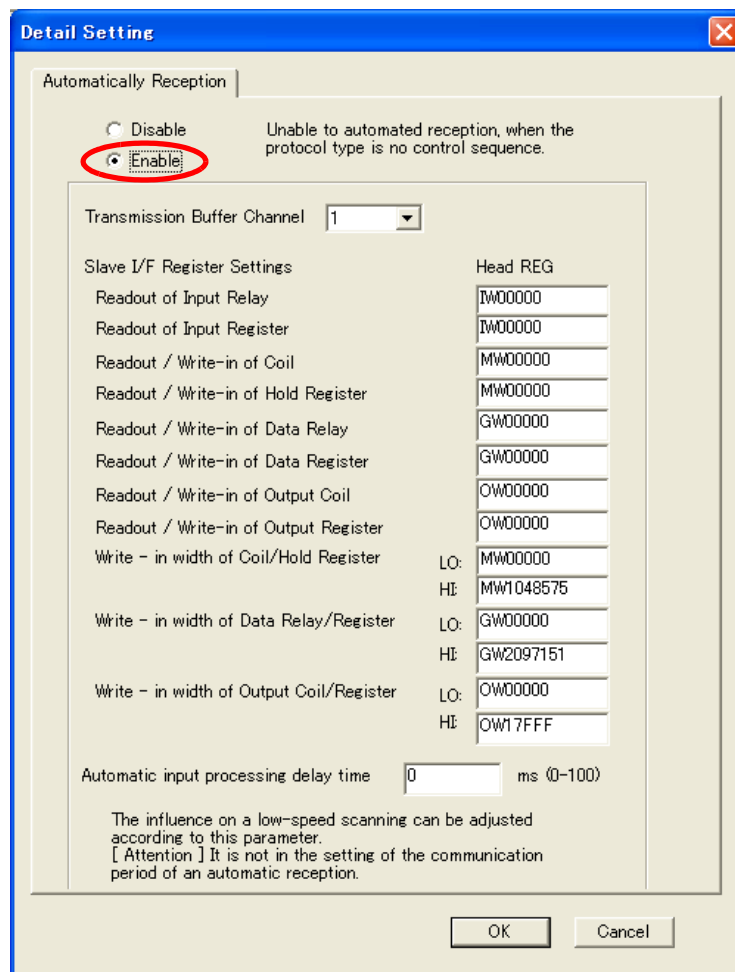 Detail Setting
Automatically Reception
Disable
Enable
Unable to automated reception, when the
protocol type is no control sequence.
Transmission Buffer Channel 1
Slave I/F Register Settings Head REG
Readout of Input Relay IW00000
Readout of Input Register IW00000
Readout / Write-in of Coil MW00000
Readout / Write-in of Hold Register MW00000
Readout / Write-in of Data Relay GW00000
Readout / Write-in of Data Register GW00000
Readout / Write-in of Output Coil OW00000
Readout / Write-in of Output Register OW00000
Write - in width of Coil/Hold Register LO: MW00000
HI: MW1048575
Write - in width of Data Relay/Register LO: GW00000
HI: GW2097151
Write - in width of Output Coil/Register LO: OW00000
HI: OW17FFF
Automatic input processing delay time 0 ms (0-100)
The influence on a low-speed scanning can be adjusted
according to this parameter.
[ Attention ] It is not in the setting of the communication
period of an automatic reception.
OK Cancel